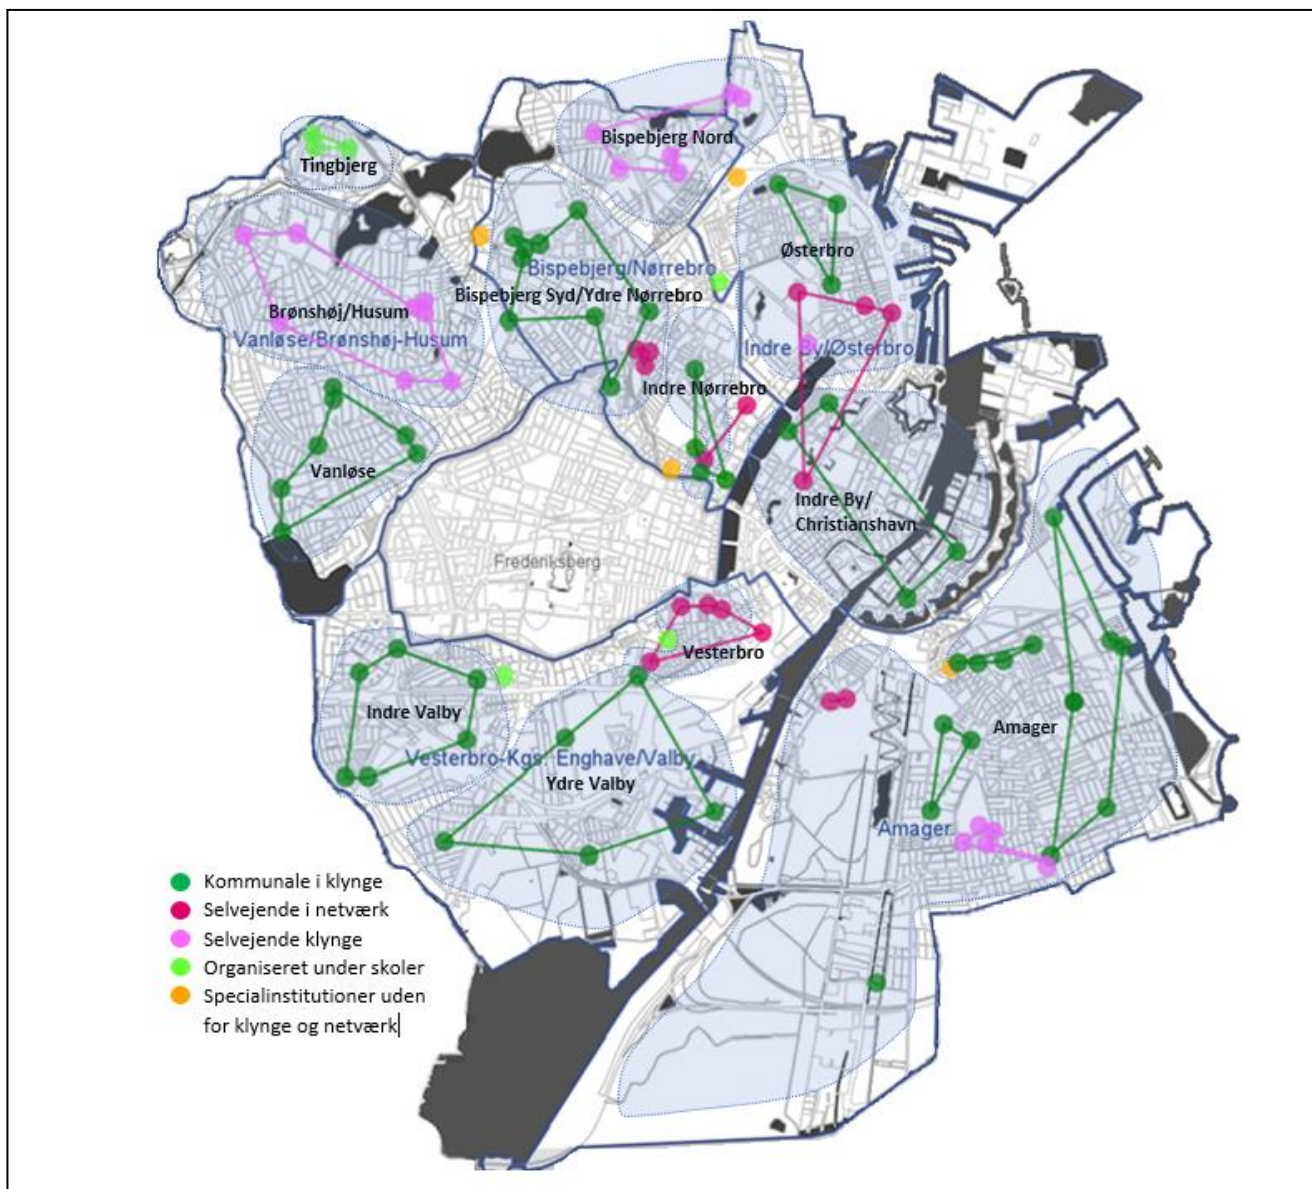 Bispebjerg Nord
Tingbjerg
Østerbro
Bispebjerg/Nørrebro
Bispebjerg Syd/Ydre Nørrebro
Brønshøj/Husum
Vanløse/Brønshøj-Husum
Indre By/Østerbro
Indre Nørrebro
Vanløse
Indre By/
Christianshavn
Frederiksberg
Vesterbro
Indre Valby
Amager
Vesterbro-Kgs. Enghave/Valby
Ydre Valby
Amager
Kommunale i klynge
Selvejende i netværk
Selvejende klynge
Organiseret under skoler
Specialinstitutioner uden
for klynge og netværk